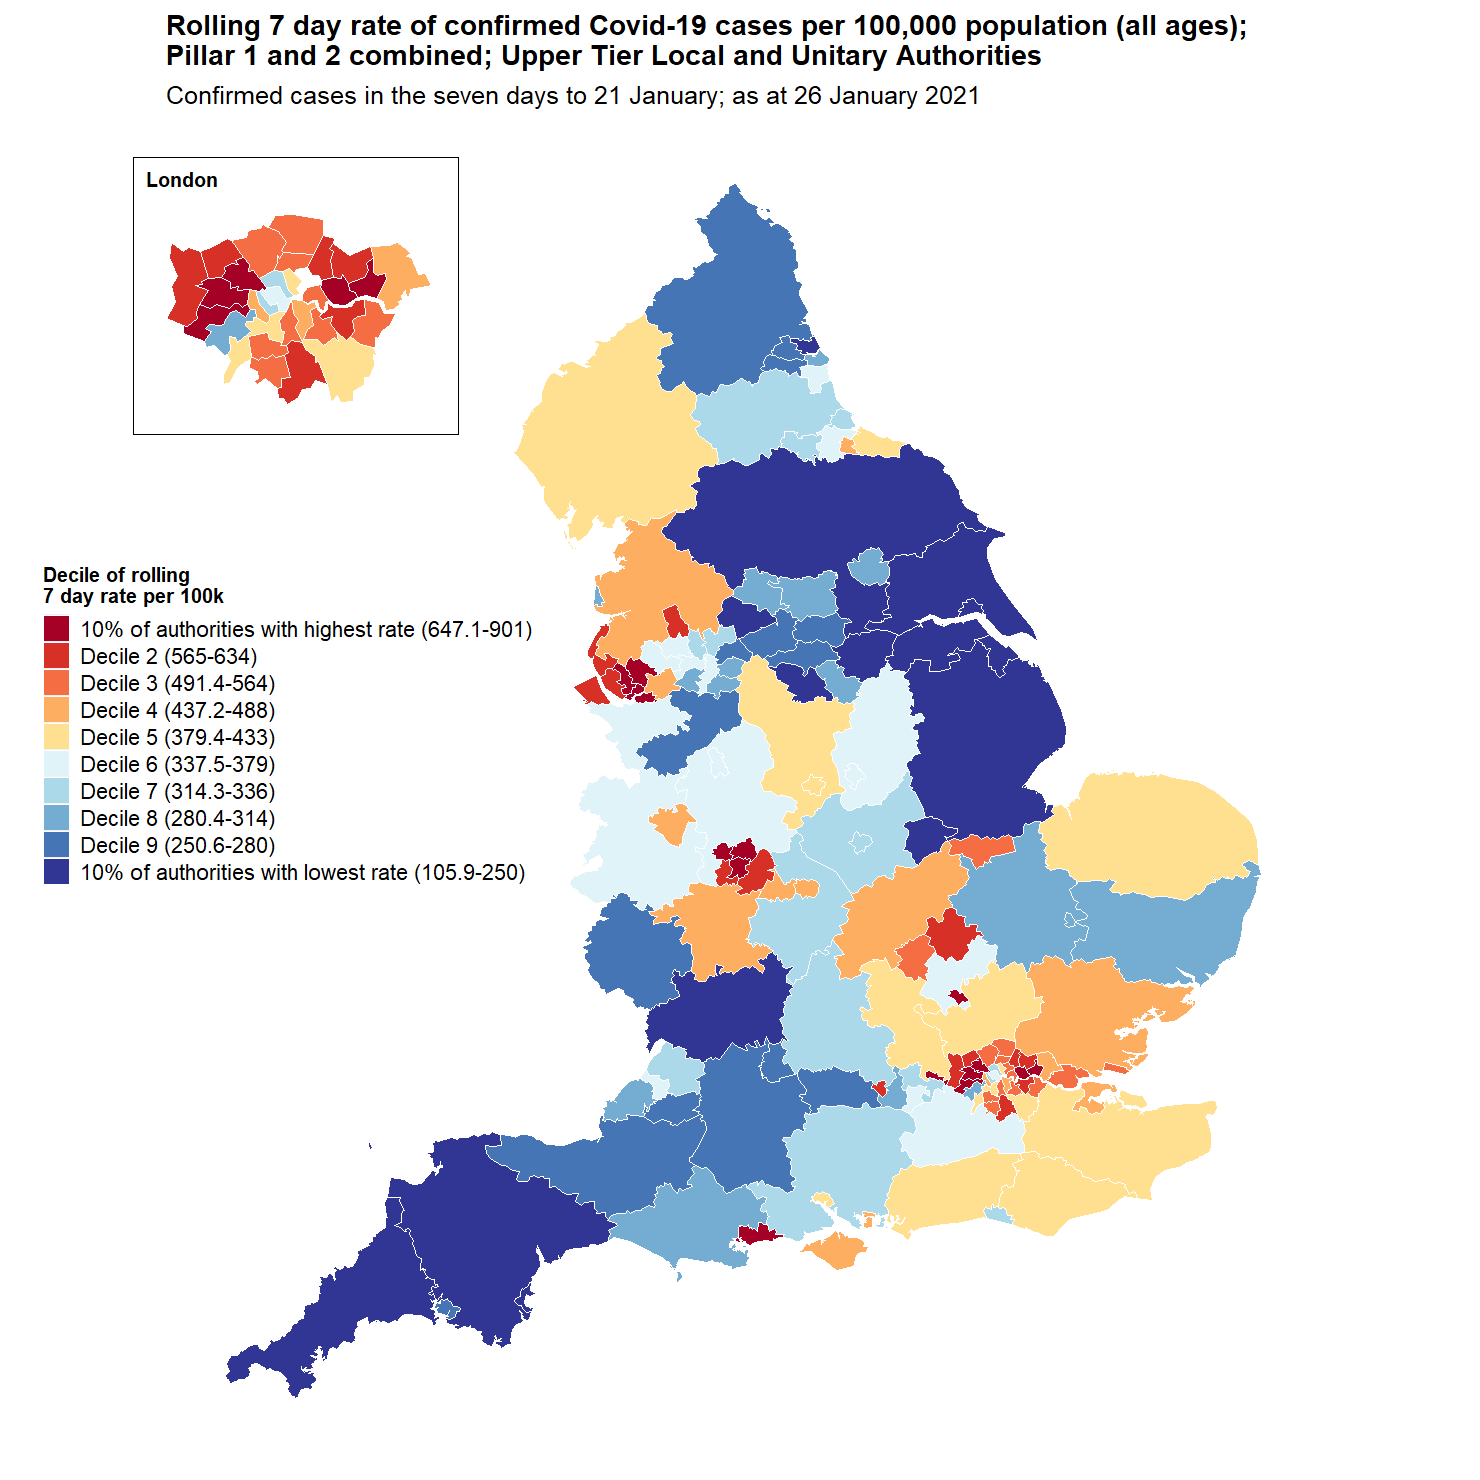 Rolling 7 day rate of confirmed Covid-19 cases per 100,000 population (all ages);
Pillar 1 and 2 combined; Upper Tier Local and Unitary Authorities
Confirmed cases in the seven days to 21 January; as at 26 January 2021
London
Decile of rolling
7 day rate per 100k
10% of authorities with highest rate (647.1-901)
Decile 2 (565-634)
Decile 3 (491.4-564)
Decile 4 (437.2-488)
Decile 5 (379.4-433)
Decile 6 (337.5-379)
Decile 7 (314.3-336)
Decile 8 (280.4-314)
Decile 9 (250.6-280)
10% of authorities with lowest rate (105.9-250)